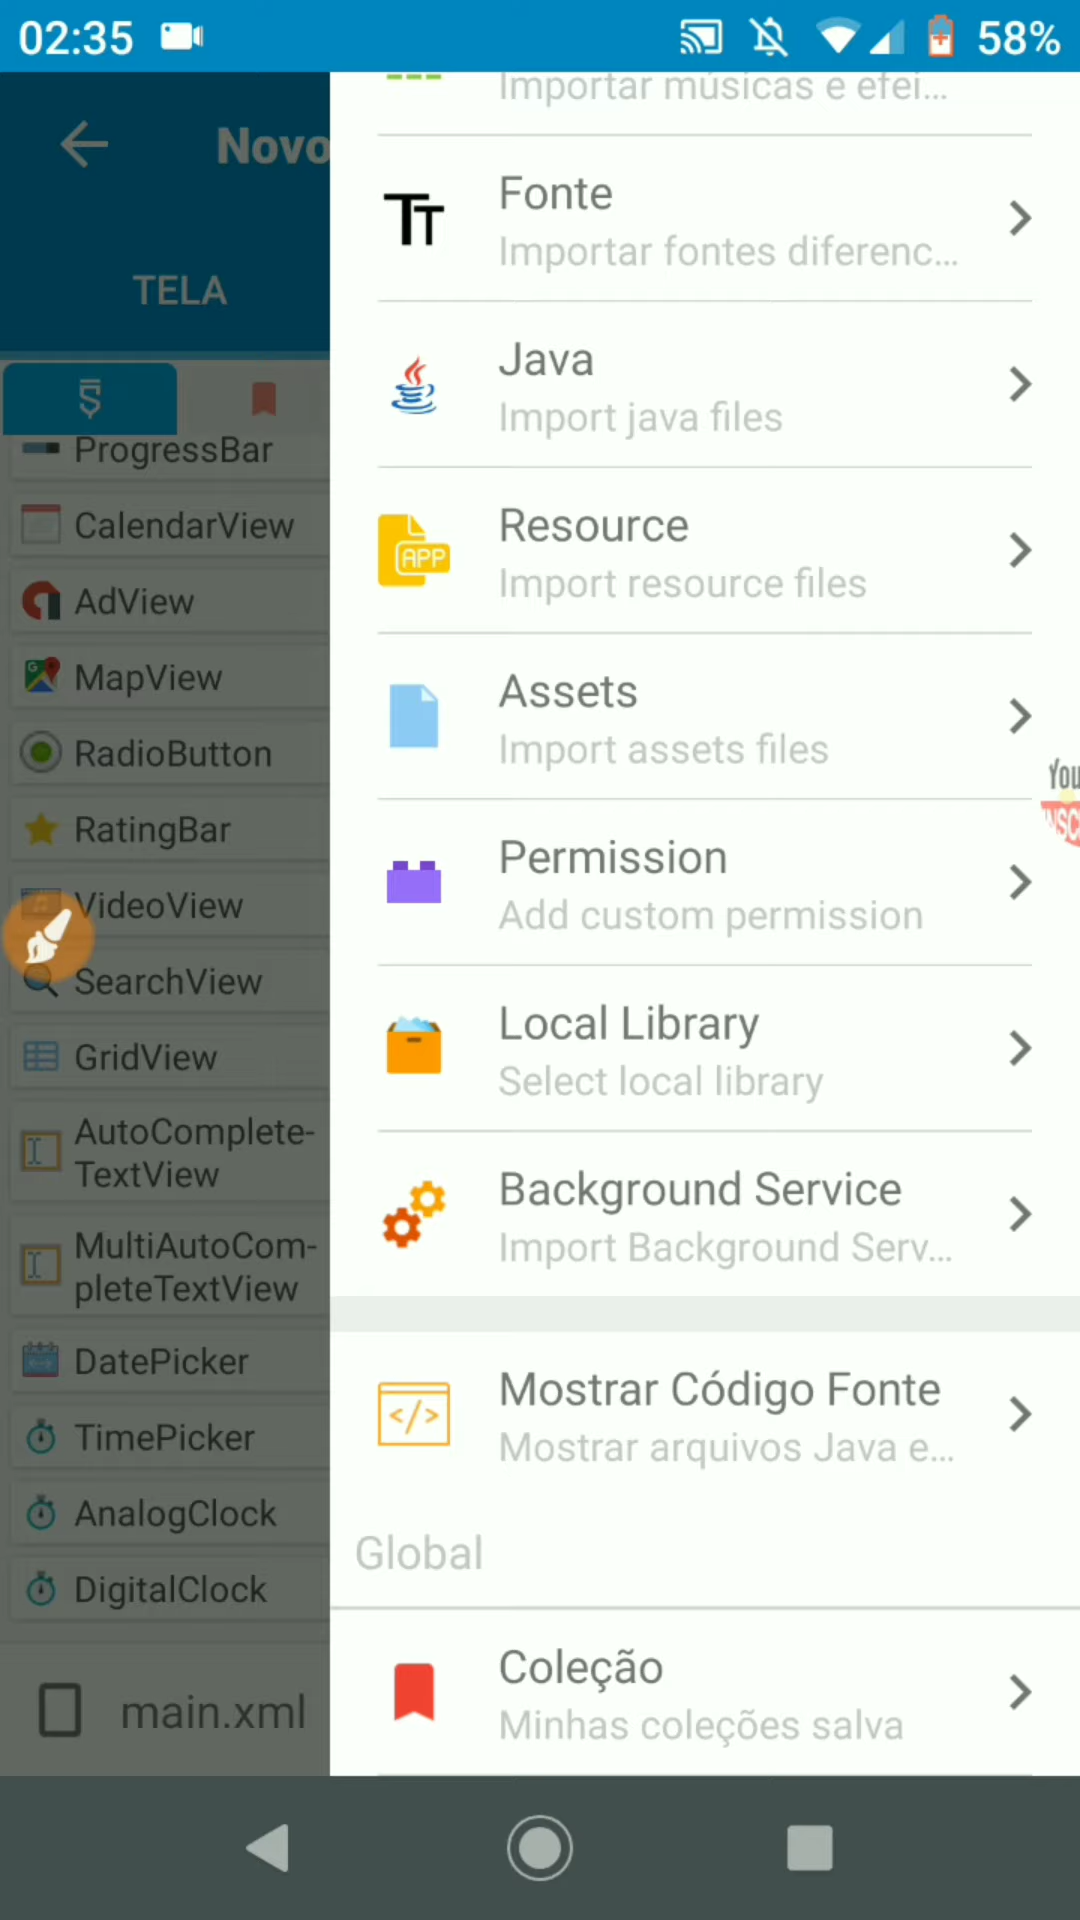 02:35
58%
Importar músicas e efei...
Novo
Fonte
Importar fontes diferenc...
TELA
Java
Import java files
ProgressBar
CalendarView
Resource
APP
Import resource files
AdView
MapView
Assets
Import assets files
RadioButton
RatingBar
You
INSC
Permission
Add custom permission
VideoView
SearchView
Local Library
Select local library
GridView
AutoComplete-
TextView
Background Service
Import Background Serv...
MultiAutoCom-
pleteTextView
DatePicker
Mostrar Código Fonte
Mostrar arquivos Java e...
TimePicker
AnalogClock
Global
DigitalClock
Coleção
Minhas coleções salva
main.xml